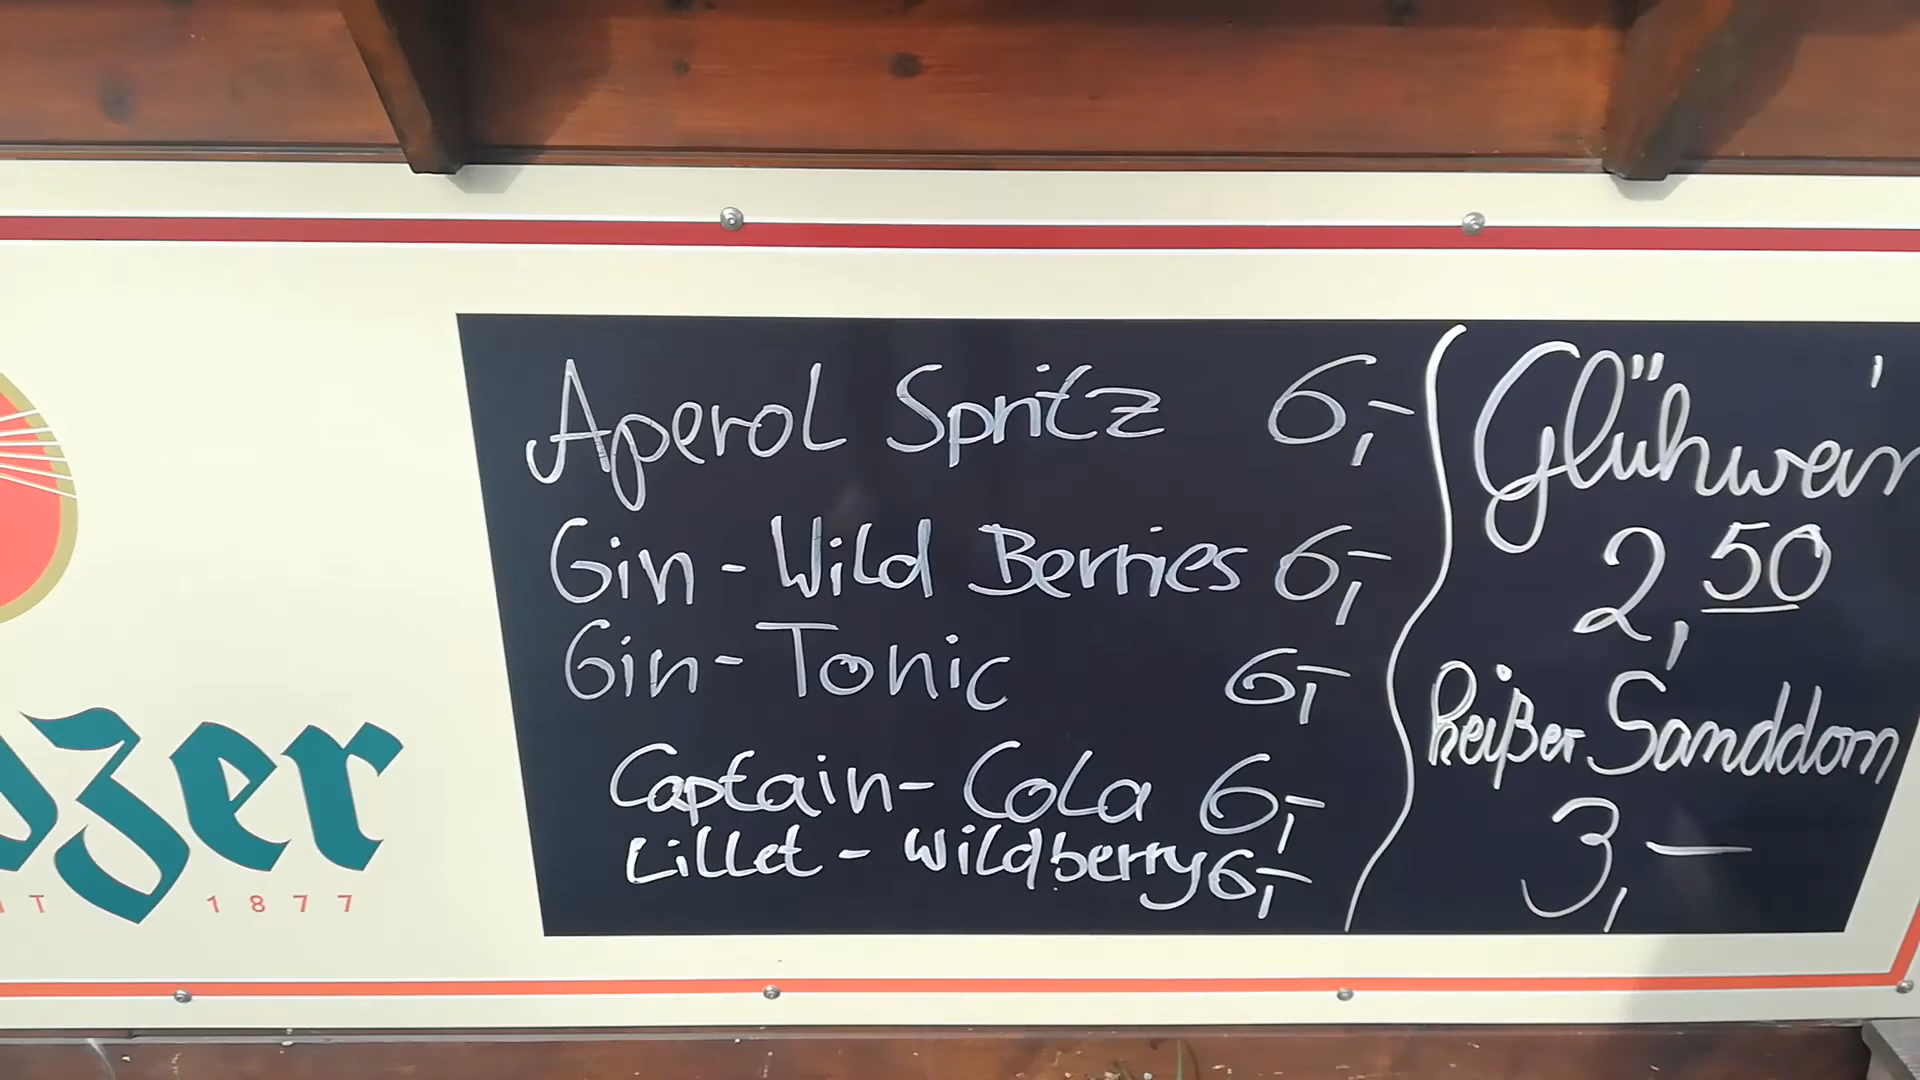 Aperol Spritz 6,-
Gin - Wild Berries 6,-
Gin - Tonic 6,-
Captain - Cola 6,-
Lillet - Wildberry 6,-
Glühwein
2,50
heißer Sanddorn
3,-
zer
1877